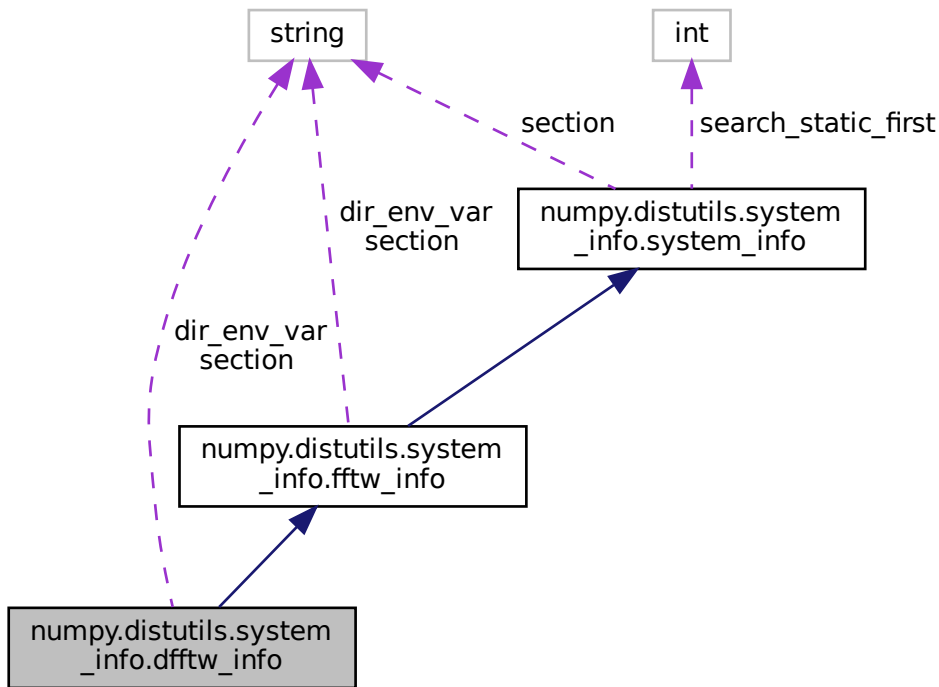 string
int
section
search_static_first
dir_env_var
section
numpy.distutils.system
_info.system_info
dir_env_var
section
numpy.distutils.system
_info.fftw_info
numpy.distutils.system
_info.dfftw_info